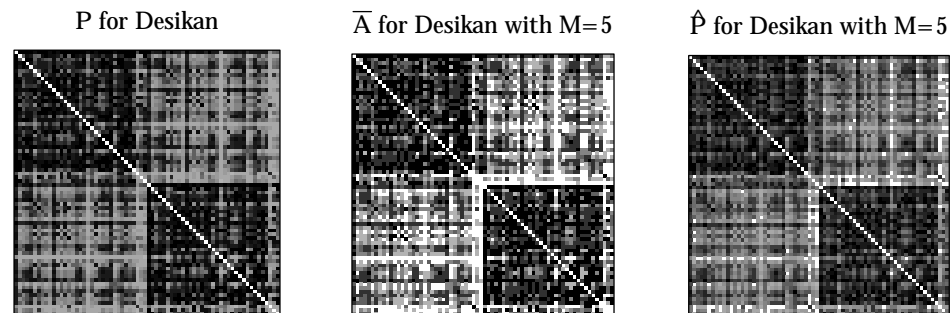 P for Desikan
A̅ for Desikan with M=5
P̂ for Desikan with M=5